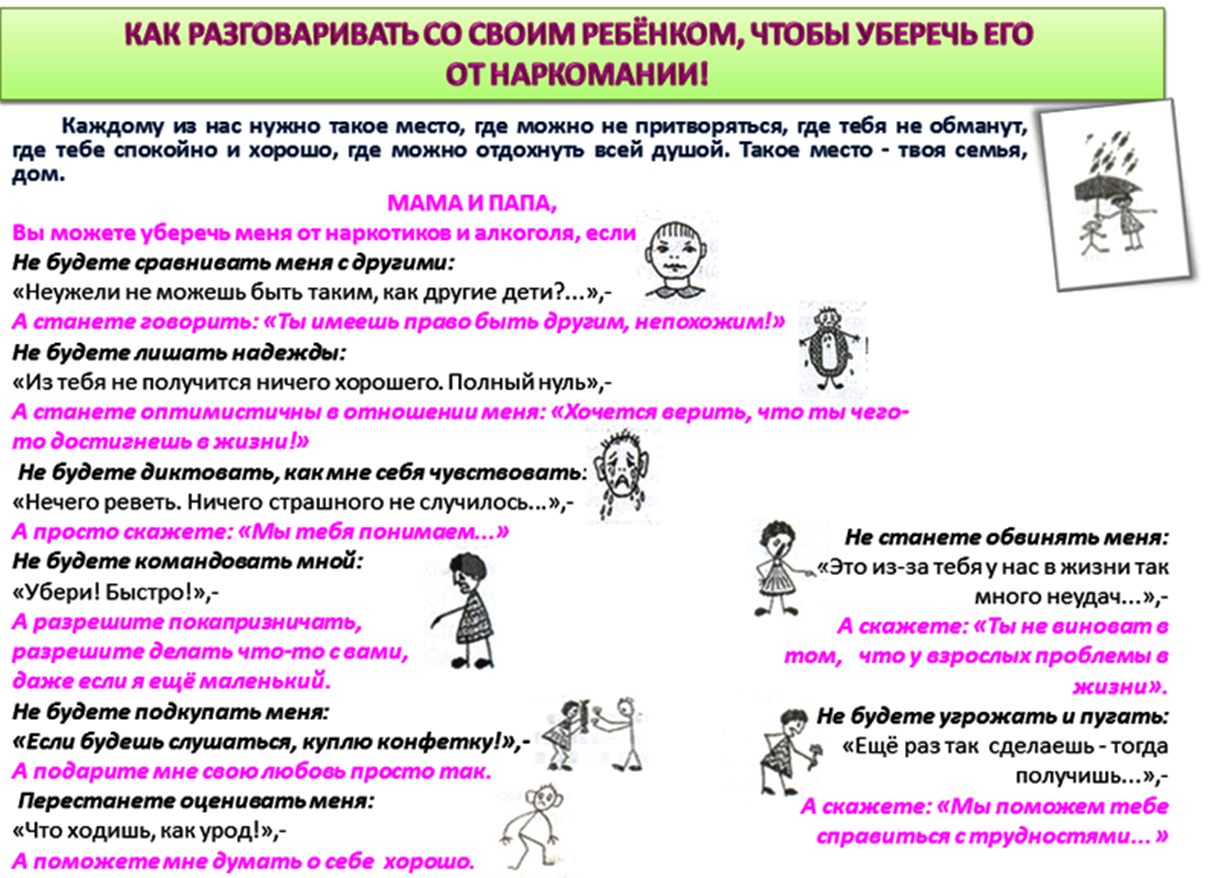 КАК РАЗГОВАРИВАТЬ СО СВОИМ РЕБЁНКОМ, ЧТОБЫ УБЕРЕЧЬ ЕГО
ОТ НАРКОМАНИИ!
Каждому из нас нужно такое место, где можно не притворяться, где тебя не обманут,
где тебе спокойно и хорошо, где можно отдохнуть всей душой. Такое место - твоя семья,
дом.
МАМА И ПАПА,
Вы можете уберечь меня от наркотиков и алкоголя, если
Не будете сравнивать меня с другими:
«Неужели не можешь быть таким, как другие дети?...»,-
А станете говорить: «Ты имеешь право быть другим, непохожим!»
Не будете лишать надежды:
«Из тебя не получится ничего хорошего. Полный нуль»,-
А станете оптимистичны в отношении меня: «Хочется верить, что ты чего-
то достигнешь в жизни!»
Не будете диктовать, как мне себя чувствовать:
«Нечего реветь. Ничего страшного не случилось...»,-
А просто скажете: «Мы тебя понимаем...»
Не будете командовать мной:
«Убери! Быстро!»,-
А разрешите покапризничать,
разрешите делать что-то с вами,
даже если я ещё маленький.
Не будете подкупать меня:
«Если будешь слушаться, куплю конфетку!»,-
А подарите мне свою любовь просто так.
Перестанете оценивать меня:
«Что ходишь, как урод!»,-
А поможете мне думать о себе хорошо.
Не станете обвинять меня:
«Это из-за тебя у нас в жизни так
много неудач...»,-
А скажете: «Ты не виноват в
том, что у взрослых проблемы в
жизни».
Не будете угрожать и пугать:
«Ещё раз так сделаешь - тогда
получишь...»,-
А скажете: «Мы поможем тебе
справиться с трудностями... »